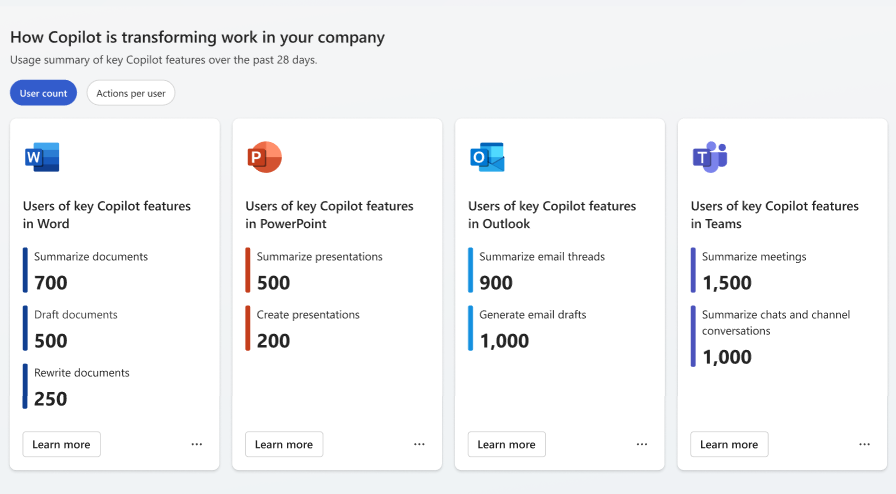 How Copilot is transforming work in your company
Usage summary of key Copilot features over the past 28 days.
User count
Actions per user
W
Users of key Copilot features
in Word
Summarize documents
700
Draft documents
500
Rewrite documents
250
Learn more
...
P
Users of key Copilot features
in PowerPoint
Summarize presentations
500
Create presentations
200
Learn more
...
O
Users of key Copilot features
in Outlook
Summarize email threads
900
Generate email drafts
1,000
Learn more
...
T
Users of key Copilot features
in Teams
Summarize meetings
1,500
Summarize chats and channel
conversations
1,000
Learn more
...